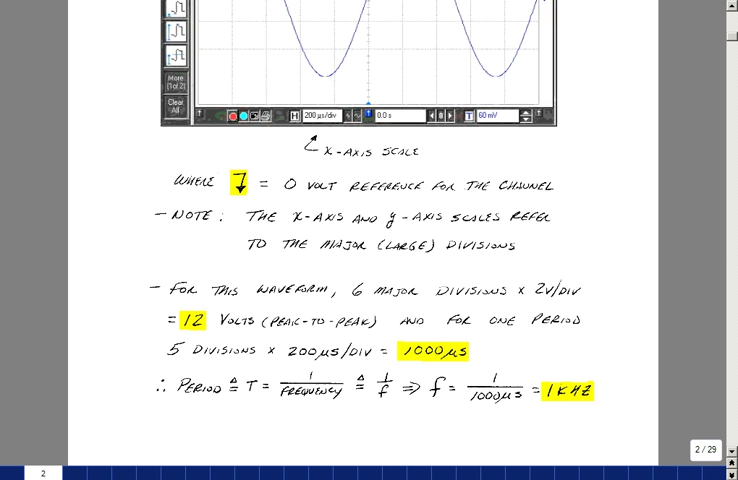 More
(1 of 2)
Clear
All
H 200 µs/div 0.0 s 0 T 60 mV
X-AXIS SCALE
WHERE = 0 VOLT REFERENCE FOR THE CHANNEL
- NOTE: THE X-AXIS AND y-AXIS SCALES REFER
TO THE MAJOR (LARGE) DIVISIONS
- FOR THIS WAVEFORM, 6 MAJOR DIVISIONS × 2V/DIV
= 12 VOLTS (PEAK-TO-PEAK) AND FOR ONE PERIOD
5 DIVISIONS × 200µS/DIV = 1000µS
∴ PERIOD ≜ T = 1/FREQUENCY ≜ 1/f ⇒ f = 1/1000µS = 1KHZ
2 / 29
2